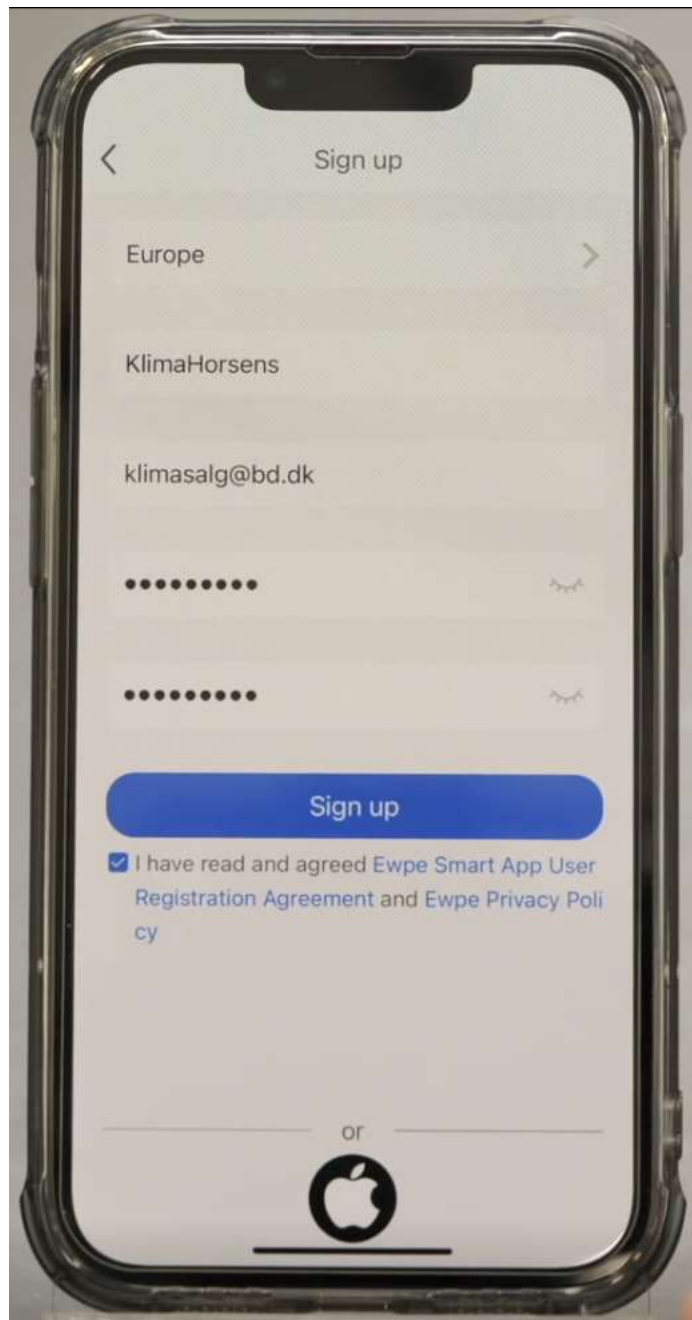 Sign up
Europe
KlimaHorsens
klimasalg@bd.dk
•••••••••
•••••••••
Sign up
I have read and agreed Ewpe Smart App User
Registration Agreement and Ewpe Privacy Poli
cy
or